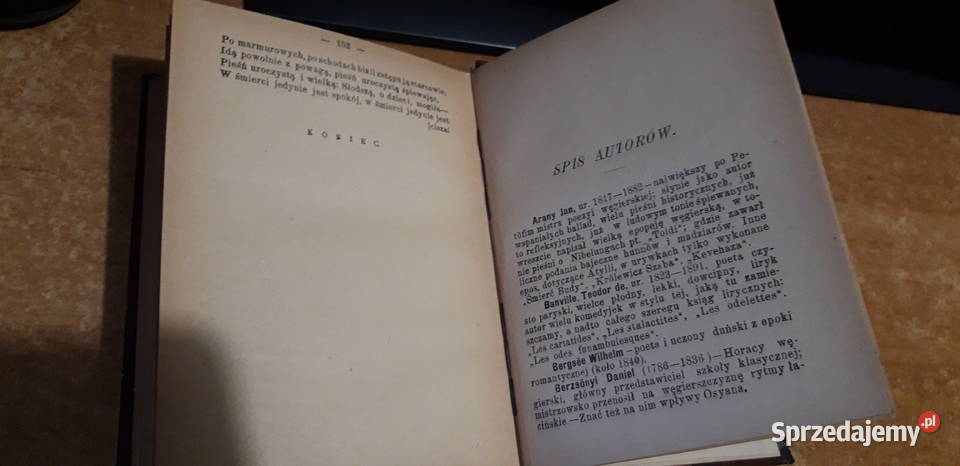 — 102 —
Po marmurowych, po schodach biali zstępują starcowie,
Idą powolnie z powagą, pieśń uroczystą śpiewając,
Pieśń uroczystą i wielką: Słodszą, o dzieci, mogiła—
W śmierci jedynie jest spokój, w śmierci jedynie jest
[cisza!
KONIEC.
SPIS AUTORÓW.
Arany Jan, ur. 1817—1882—największy po Pe-
töfim mistrz poezyi węgierskiej; słynie jako autor
wspaniałych ballad, wielu pieśni historycznych, już
to refleksyjnych, już w ludowym tonie śpiewanych,
wreszcie napisał wielką epopeję węgierską, w to-
nie pieśni o Nibelungach pt. „Toldi”; gdzie zawarł
liczne podania bajeczne hunnów i madziarów. Inne
epos, dotyczące Atylli, w urywkach tylko wykonane
„Śmierć Budy”, „Królewicz Szaba”, „Kevehaza”.
Banville, Teodor de, ur. 1823—1891, poeta czy-
sto paryski, wielce płodny, lekki, dowcipny, liryk
autor wielu komedyjek w stylu tej, jaką tu zamie-
szczamy, a nadto całego szeregu ksiąg lirycznych:
„Les cariatides”, „Les stalactites”, „Les odelettes”,
„Les odes funambulesques”.
Bergsée Wilhelm—poeta i uczony duński z epoki
romantycznej (koło 1840).
Berzsónyi Daniel (1786-1836)—Horacy wę-
gierski, główny przedstawiciel szkoły klasycznej;
mistrzowsko przenosił na węgierszczyznę rytmy ła-
cińskie—Znać też na nim wpływy Osyana.
Sprzedajemy.pl